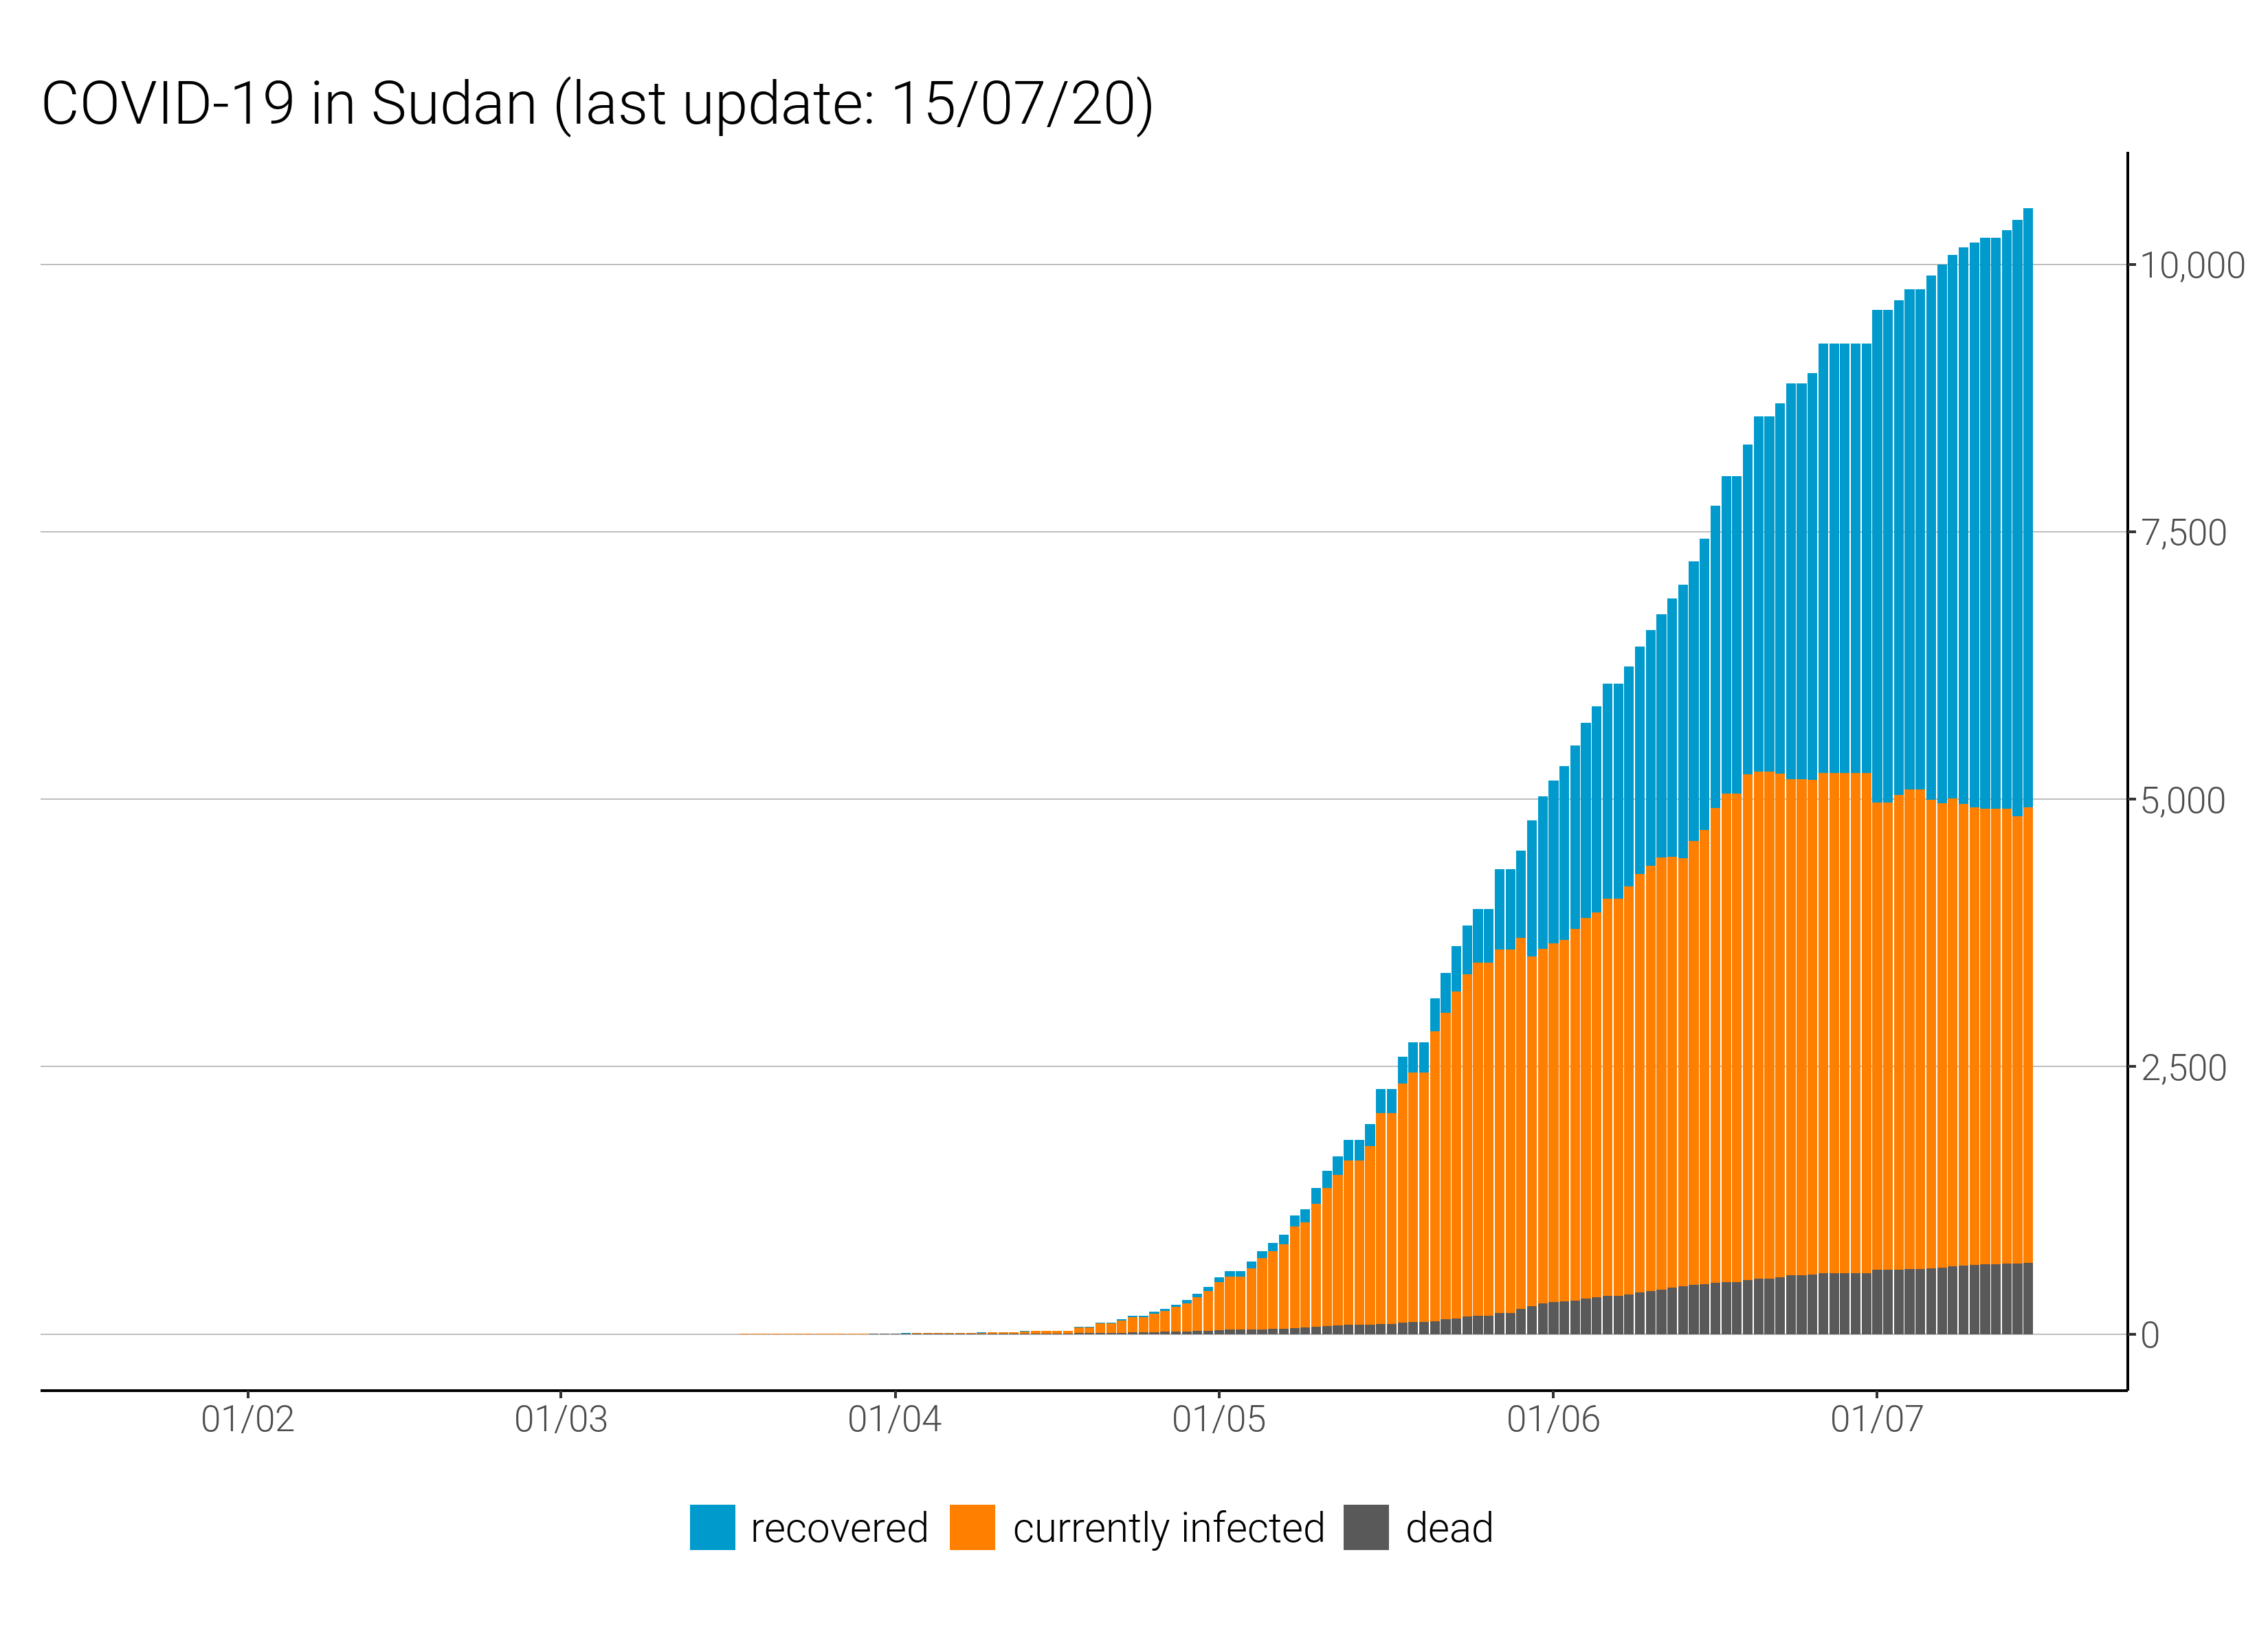 COVID-19 in Sudan (last update: 15/07/20)
10,000
7,500
5,000
2,500
0
01/02 01/03 01/04 01/05 01/06 01/07
recovered currently infected dead